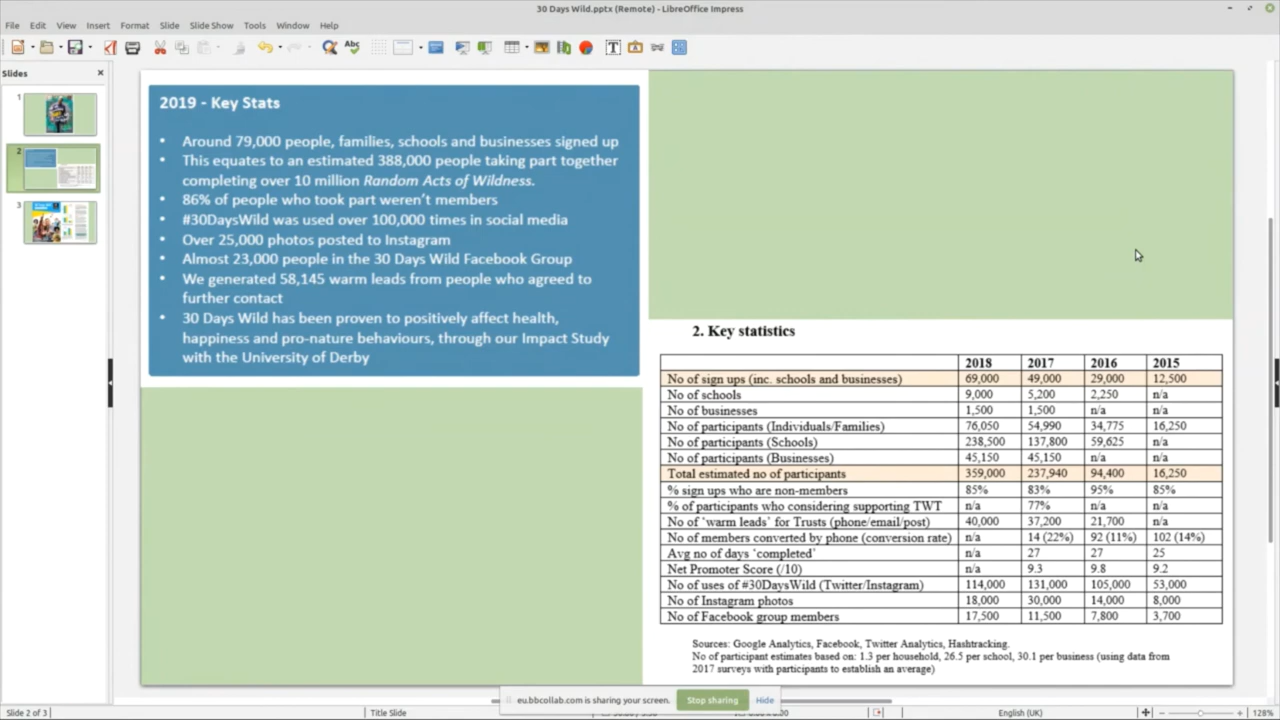 30 Days Wild.pptx (Remote) - LibreOffice Impress
File Edit View Insert Format Slide Slide Show Tools Window Help
Slides
1
2
3
2019 - Key Stats
• Around 79,000 people, families, schools and businesses signed up
• This equates to an estimated 388,000 people taking part together
completing over 10 million Random Acts of Wildness.
• 86% of people who took part weren't members
• #30DaysWild was used over 100,000 times in social media
• Over 25,000 photos posted to Instagram
• Almost 23,000 people in the 30 Days Wild Facebook Group
• We generated 58,145 warm leads from people who agreed to
further contact
• 30 Days Wild has been proven to positively affect health,
happiness and pro-nature behaviours, through our Impact Study
with the University of Derby
2. Key statistics
2018 2017 2016 2015
No of sign ups (inc. schools and businesses) 69,000 49,000 29,000 12,500
No of schools 9,000 5,200 2,250 n/a
No of businesses 1,500 1,500 n/a n/a
No of participants (Individuals/Families) 76,050 54,990 34,775 16,250
No of participants (Schools) 238,500 137,800 59,625 n/a
No of participants (Businesses) 45,150 45,150 n/a n/a
Total estimated no of participants 359,000 237,940 94,400 16,250
% sign ups who are non-members 85% 83% 95% 85%
% of participants who considering supporting TWT n/a 77% n/a n/a
No of 'warm leads' for Trusts (phone/email/post) 40,000 37,200 21,700 n/a
No of members converted by phone (conversion rate) n/a 14 (22%) 92 (11%) 102 (14%)
Avg no of days 'completed' n/a 27 27 25
Net Promoter Score (/10) n/a 9.3 9.8 9.2
No of uses of #30DaysWild (Twitter/Instagram) 114,000 131,000 105,000 53,000
No of Instagram photos 18,000 30,000 14,000 8,000
No of Facebook group members 17,500 11,500 7,800 3,700
Sources: Google Analytics, Facebook, Twitter Analytics, Hashtracking.
No of participant estimates based on: 1.3 per household, 26.5 per school, 30.1 per business (using data from
2017 surveys with participants to establish an average)
eu.bbcollab.com is sharing your screen. Stop sharing Hide
Slide 2 of 3 Title Slide English (UK) 128%